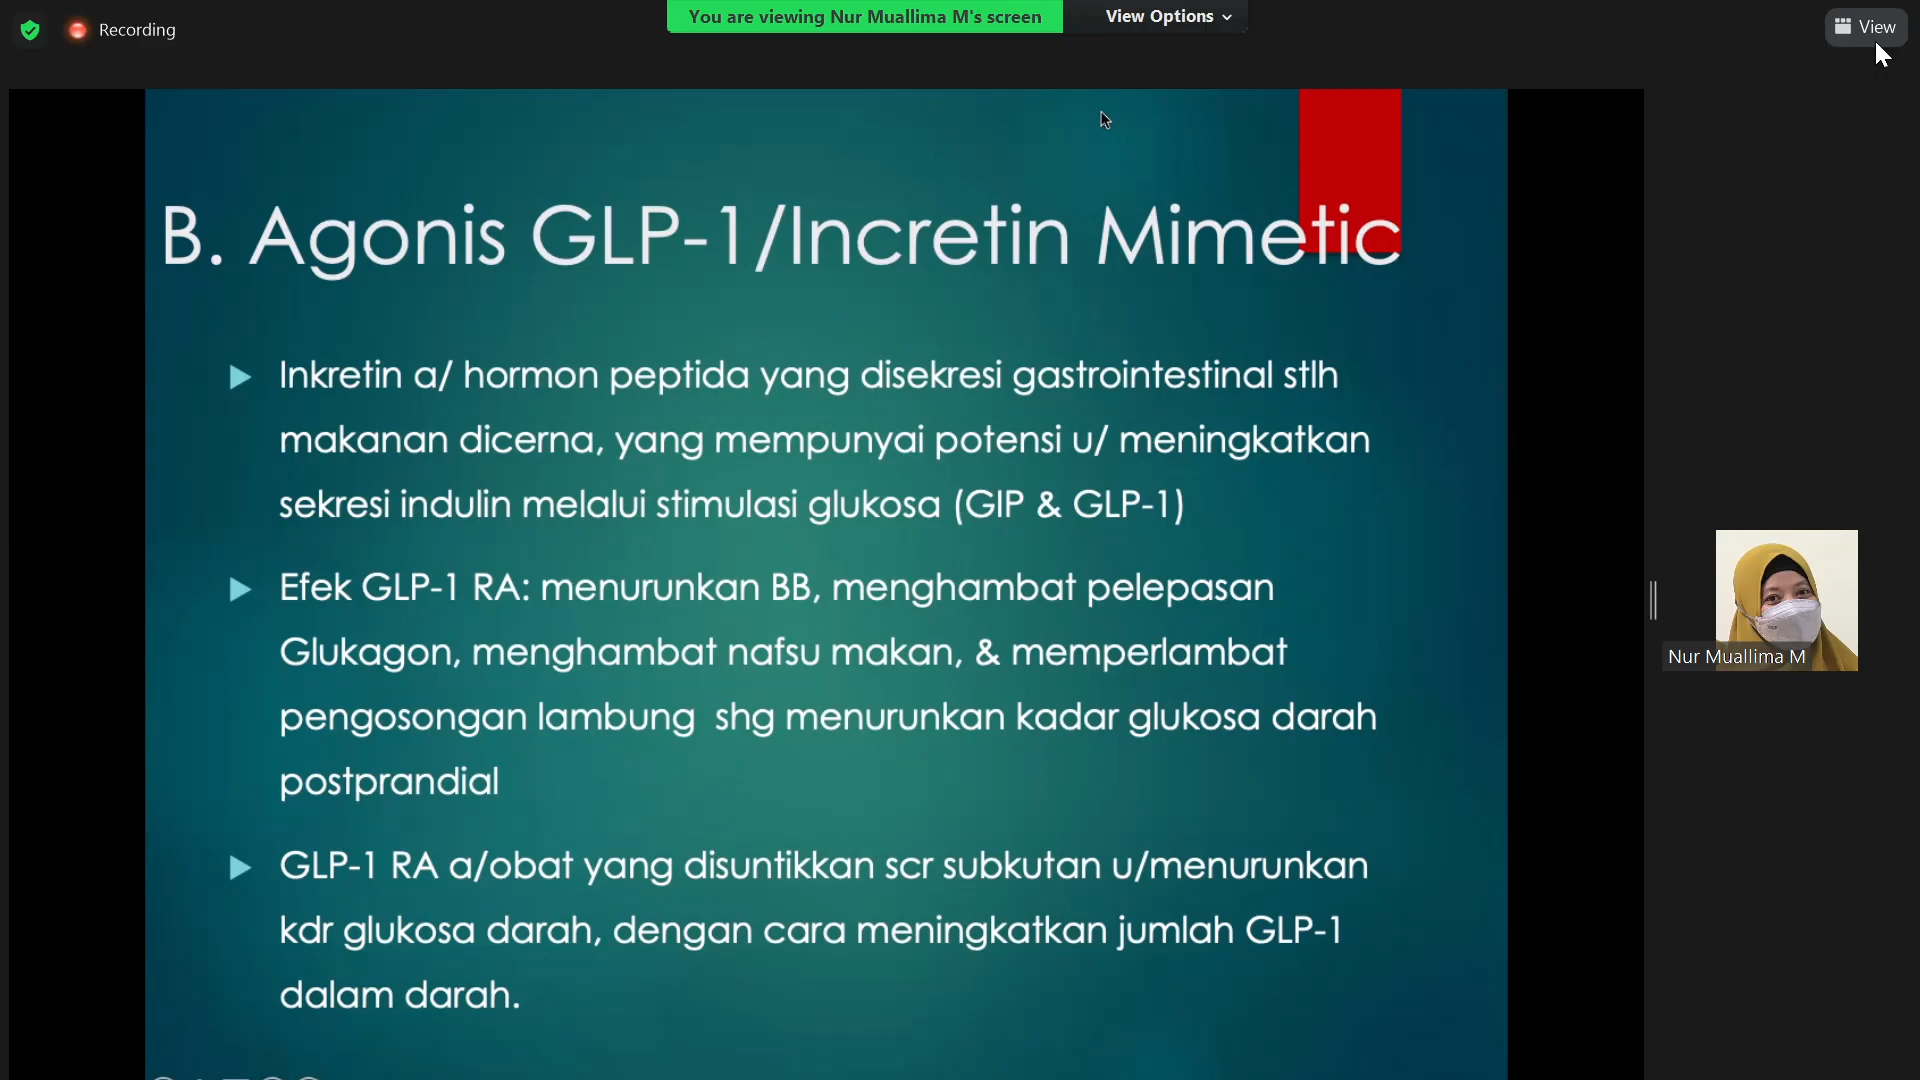 Recording
You are viewing Nur Muallima M's screen
View Options
View
B. Agonis GLP-1/Incretin Mimetic
Inkretin a/ hormon peptida yang disekresi gastrointestinal stlh
makanan dicerna, yang mempunyai potensi u/ meningkatkan
sekresi indulin melalui stimulasi glukosa (GIP & GLP-1)
Efek GLP-1 RA: menurunkan BB, menghambat pelepasan
Glukagon, menghambat nafsu makan, & memperlambat
pengosongan lambung  shg menurunkan kadar glukosa darah
postprandial
GLP-1 RA a/obat yang disuntikkan scr subkutan u/menurunkan
kdr glukosa darah, dengan cara meningkatkan jumlah GLP-1
dalam darah.
Nur Muallima M